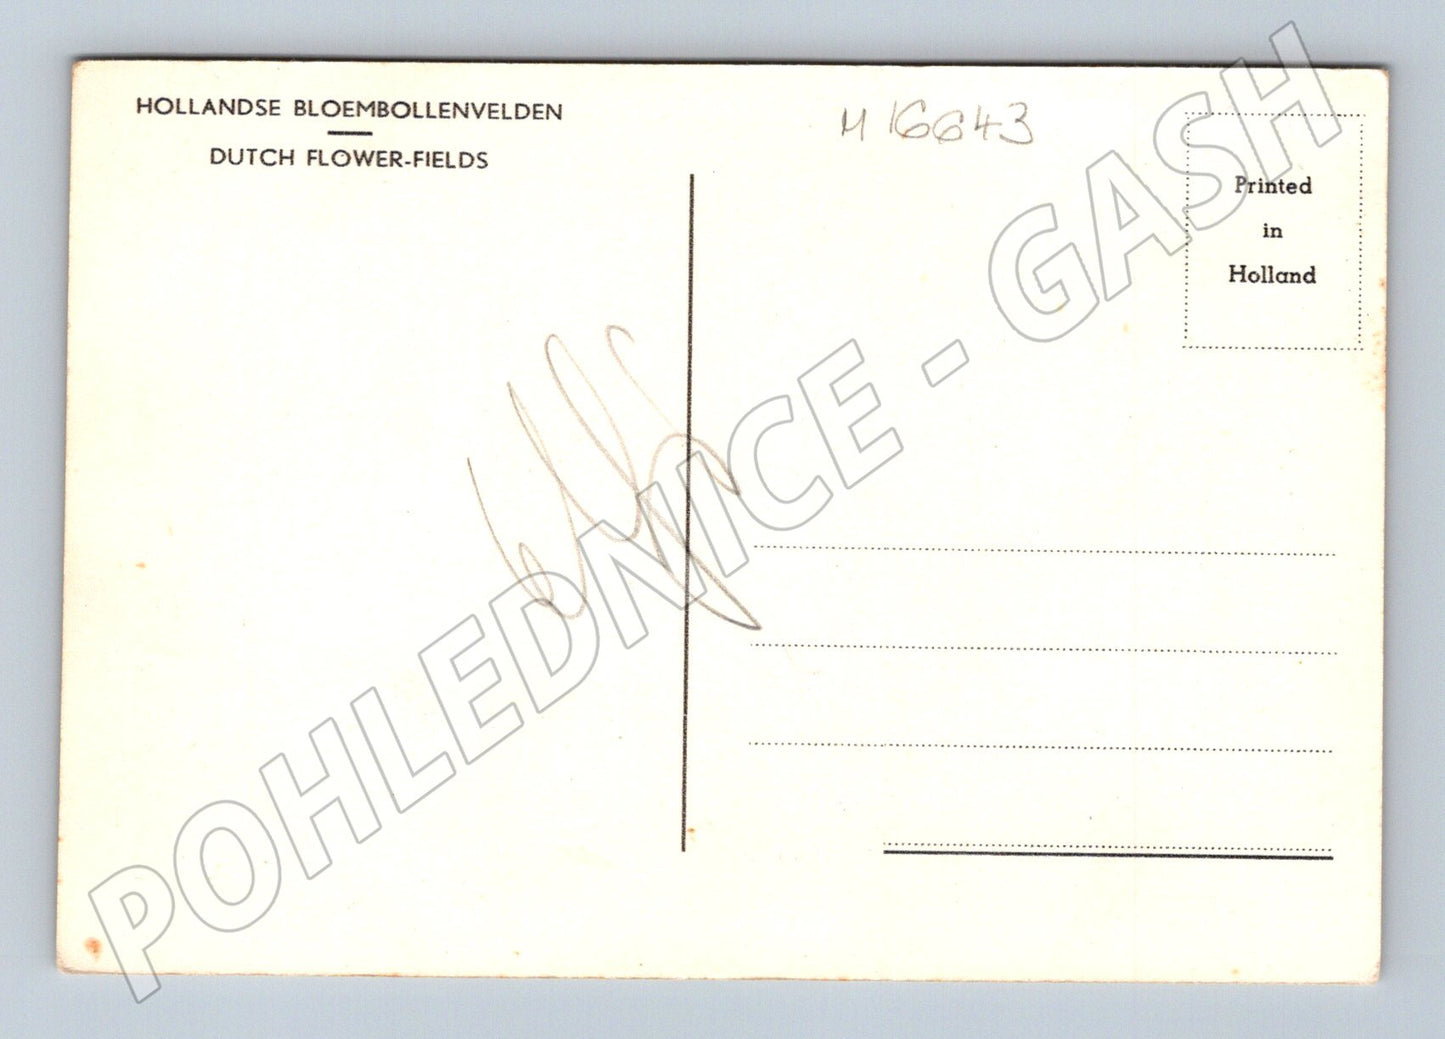 HOLLANDSE BLOEMBOLLENVELDEN
DUTCH FLOWER-FIELDS
M 16643
Printed
in
Holland
POHLEDNICE - GASH